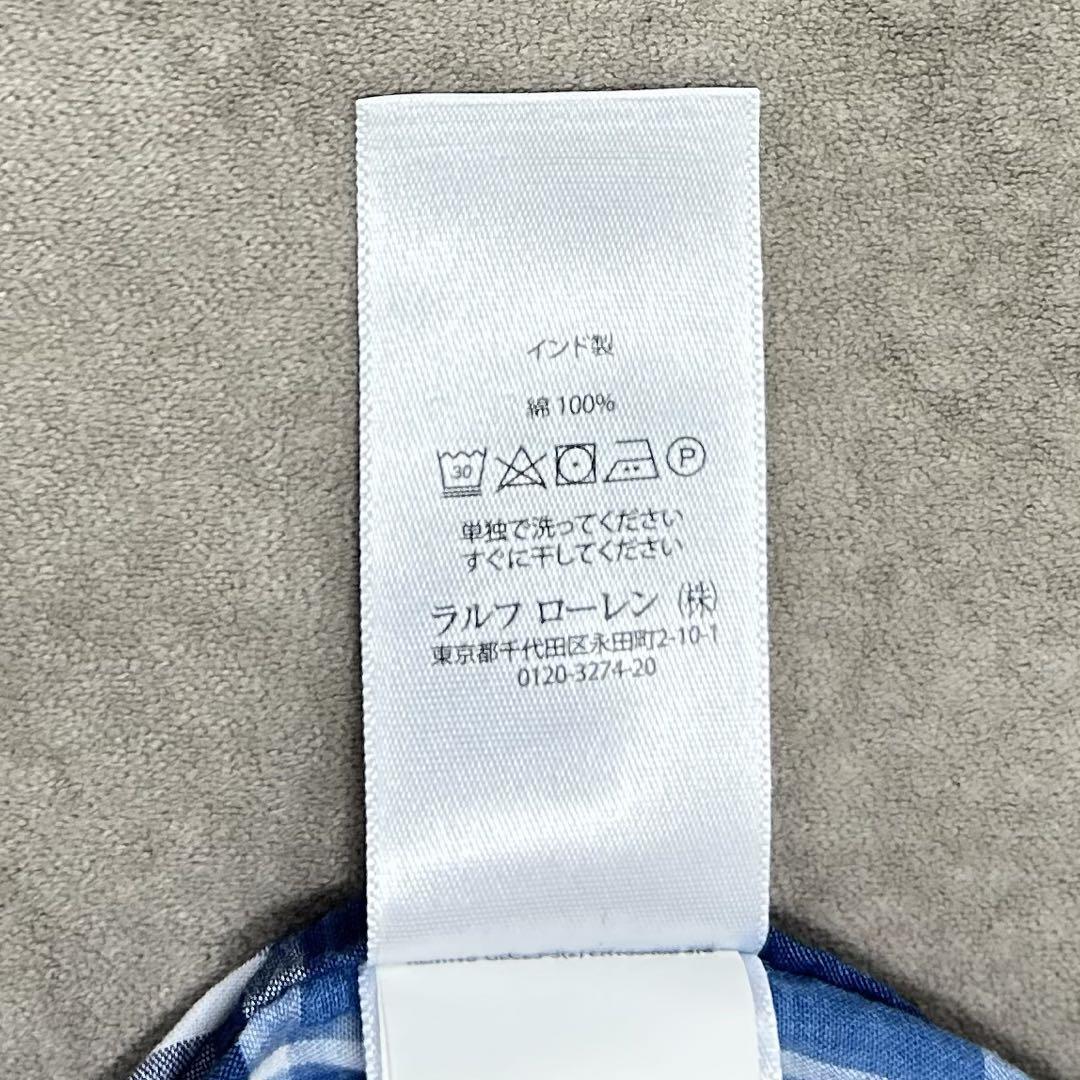 インド製
綿 100%
30 P
単独で洗ってください
すぐに干してください
ラルフ ローレン (株)
東京都千代田区永田町2-10-1
0120-3274-20